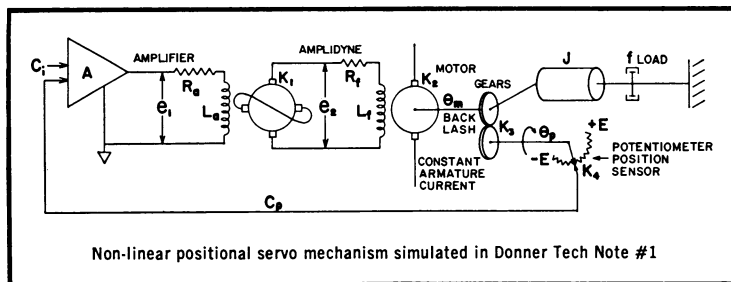 AMPLIFIER
AMPLIDYNE
MOTOR
J
f LOAD
Ci
A
Ra
K1
Rf
K2
GEARS
e1
La
e2
Lf
θm
BACK
LASH
K3
θp
+E
-E
K4
POTENTIOMETER
POSITION
SENSOR
CONSTANT
ARMATURE
CURRENT
Cp
Non-linear positional servo mechanism simulated in Donner Tech Note #1